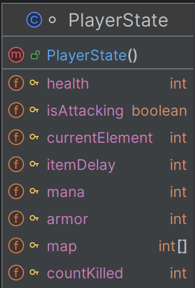 C PlayerState
m PlayerState()
f health int
f isAttacking boolean
f currentElement int
f itemDelay int
f mana int
f armor int
f map int[]
f countKilled int